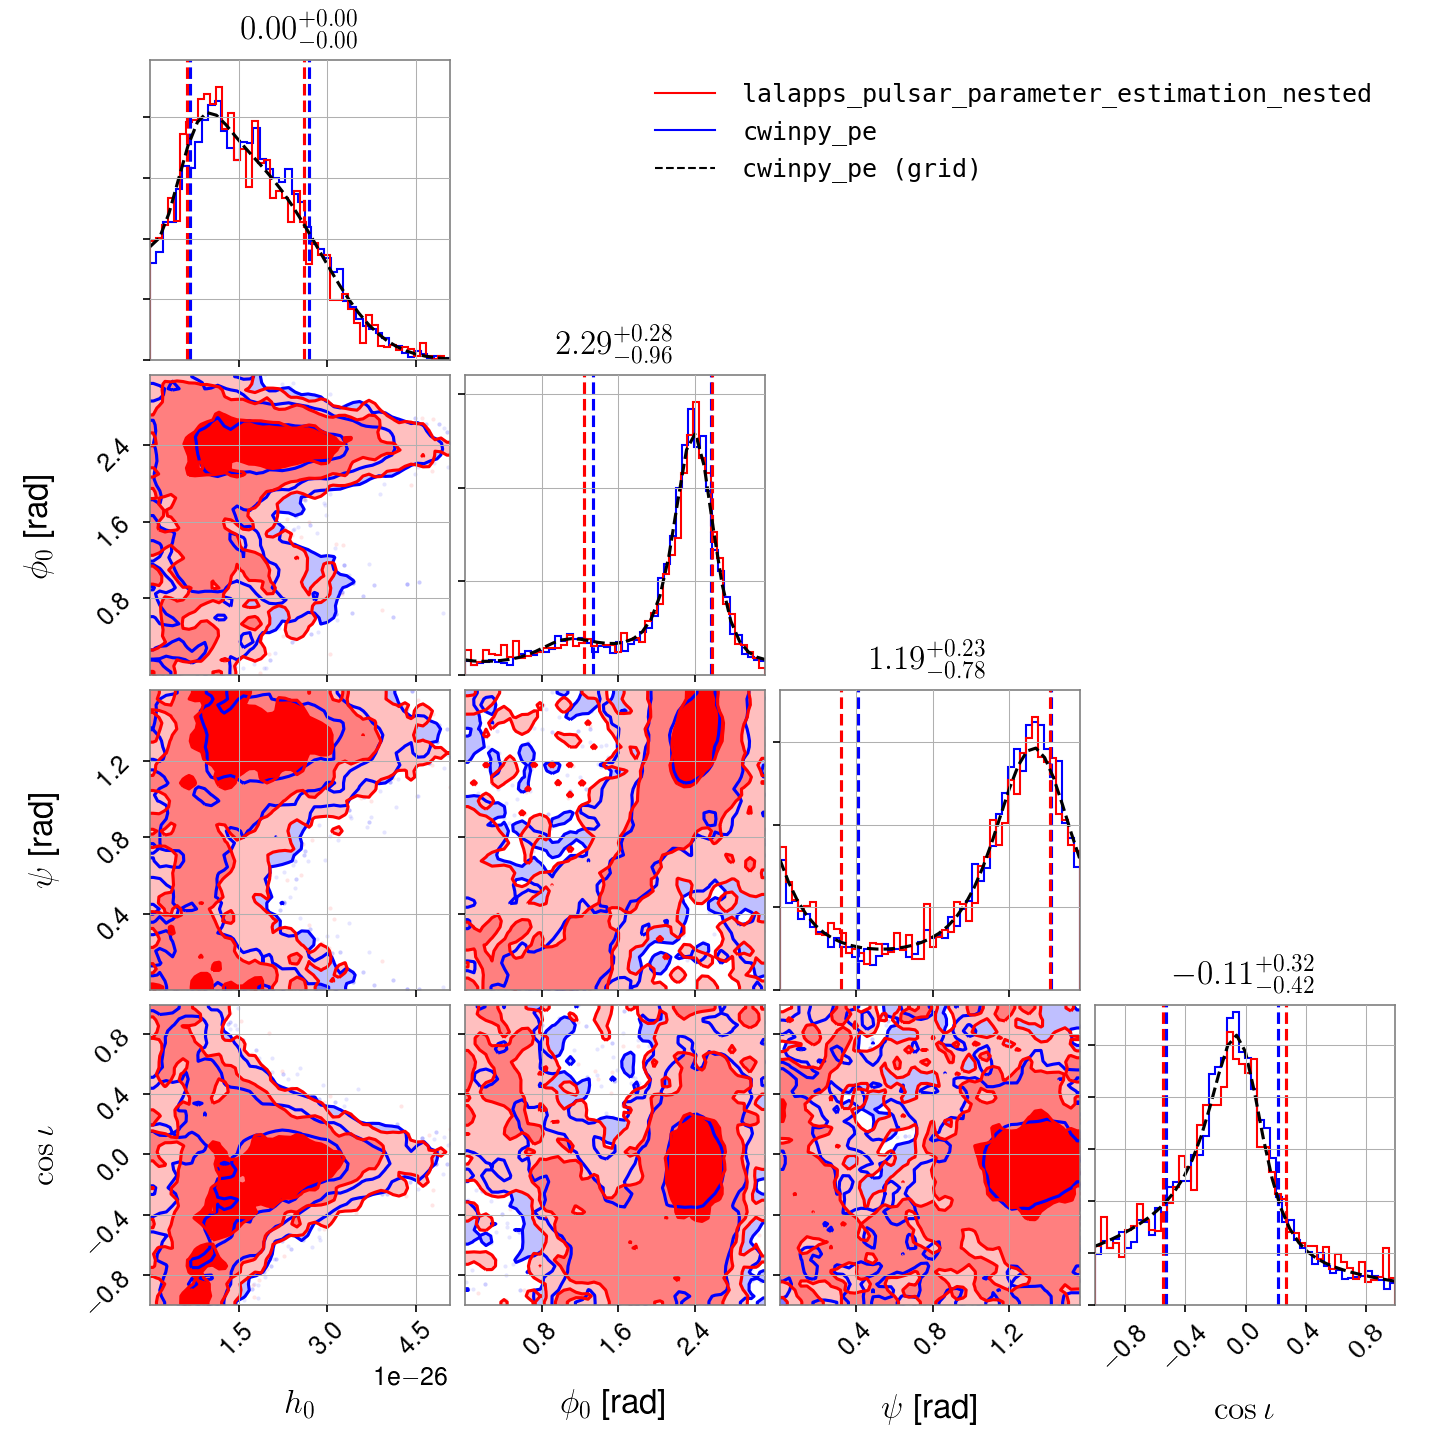 0.00+0.00−0.00
lalapps_pulsar_parameter_estimation_nested
cwinpy_pe
cwinpy_pe (grid)
2.29+0.28−0.96
ϕ0 [rad]
2.4
1.6
0.8
1.19+0.23−0.78
ψ [rad]
1.2
0.8
0.4
−0.11+0.32−0.42
cos ι
0.8
0.4
0.0
−0.4
−0.8
1.5 3.0 4.5
1e−26
h0
0.8 1.6 2.4
ϕ0 [rad]
0.4 0.8 1.2
ψ [rad]
−0.8 −0.4 0.0 0.4 0.8
cos ι